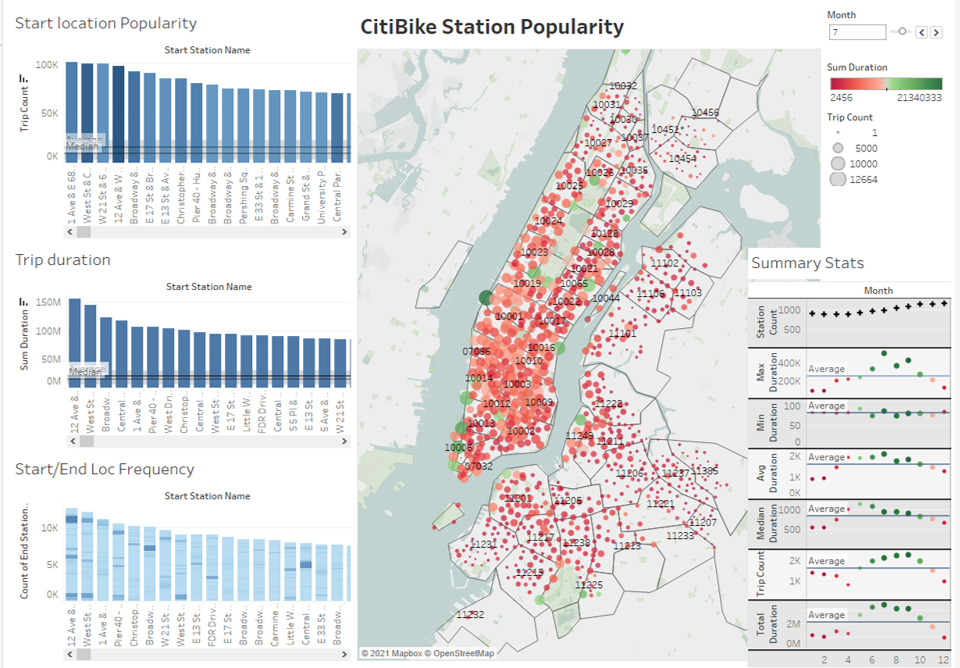 Start location Popularity
Start Station Name
Trip Count
100K
50K
0K
Average
Median
1 Ave & E 68..
West St & C..
W 21 St & 6 ..
12 Ave & W ..
Broadway &..
E 17 St & Br..
E 13 St & Av..
Christopher..
Pier 40 - Hu..
Broadway &..
Broadway &..
Pershing Sq..
E 33 St & 1 ..
Broadway &..
Carmine St ..
Grand St & ..
University P..
Central Par..
Trip duration
Start Station Name
Sum Duration
150M
100M
50M
0M
Median
12 Ave & ..
West St ..
Broadw..
Central ..
1 Ave & ..
Pier 40 - ..
West Dri..
Christop..
Central ..
West St ..
E 17 St ..
Little W..
FDR Driv..
Central ..
S 5 Pl & ..
E 13 St ..
5 Ave & ..
W 21 St ..
Start/End Loc Frequency
Start Station Name
Count of End Station..
10K
5K
0K
12 Ave &..
West St ..
1 Ave & ..
Pier 40 - ..
Christop..
Broadw..
W 21 St ..
West St ..
E 13 St ..
FDR Driv..
E 17 St ..
Broadw..
Broadw..
Carmine..
Little W..
Central ..
E 33 St ..
Broadw..
CitiBike Station Popularity
10032
10031
10030
10037
10027
10456
10451
10454
10026
10035
10025
10029
10024
10128
10023
10028
10021
11102
10019
10065
11106
11103
10022
10044
10001
10017
11101
07086
10016
10010
10014
10003
10012
10009
11222
10013
10002
11249
11211
10006
07032
11206
11237
11385
11201
11205
11221
11207
11217
11238
11233
11231
11213
11215
11225
11232
© 2021 Mapbox © OpenStreetMap
Month
7
Sum Duration
2456
21340333
Trip Count
1
5000
10000
12664
Summary Stats
Month
Station Count
1000
500
Max Duration
400K
200K
Average
Min Duration
100
50
0
Average
Avg Duration
2K
1K
0K
Average
Median Duration
1000
500
Average
Trip Count
2K
1K
Average
Total Duration
2M
0M
Average
2 4 6 8 10 12